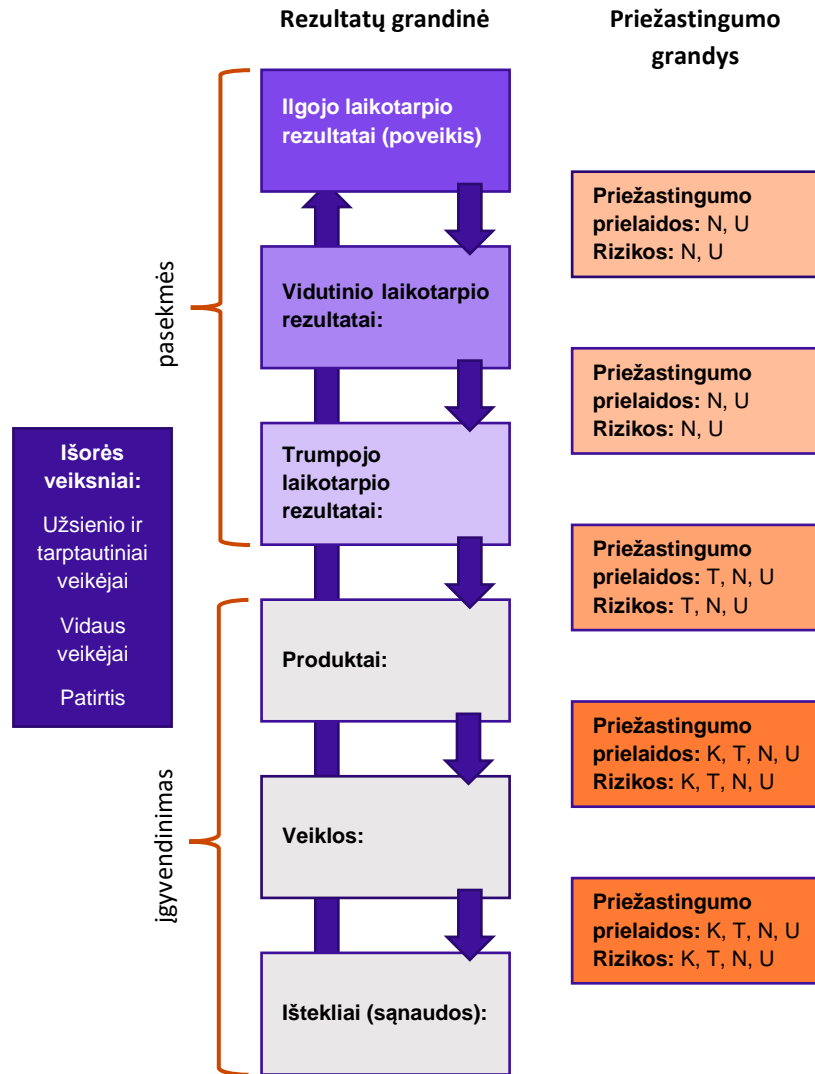 Rezultatų grandinė
Priežastingumo
grandys
Ilgojo laikotarpio
rezultatai (poveikis)
Priežastingumo
prielaidos: N, U
Rizikos: N, U
pasekmės
Vidutinio laikotarpio
rezultatai:
Priežastingumo
prielaidos: N, U
Rizikos: N, U
Išorės
veiksniai:
Užsienio ir
tarptautiniai
veikėjai
Vidaus
veikėjai
Patirtis
Trumpojo
laikotarpio
rezultatai:
Priežastingumo
prielaidos: T, N, U
Rizikos: T, N, U
Produktai:
Priežastingumo
prielaidos: K, T, N, U
Rizikos: K, T, N, U
įgyvendinimas
Veiklos:
Priežastingumo
prielaidos: K, T, N, U
Rizikos: K, T, N, U
Ištekliai (sąnaudos):